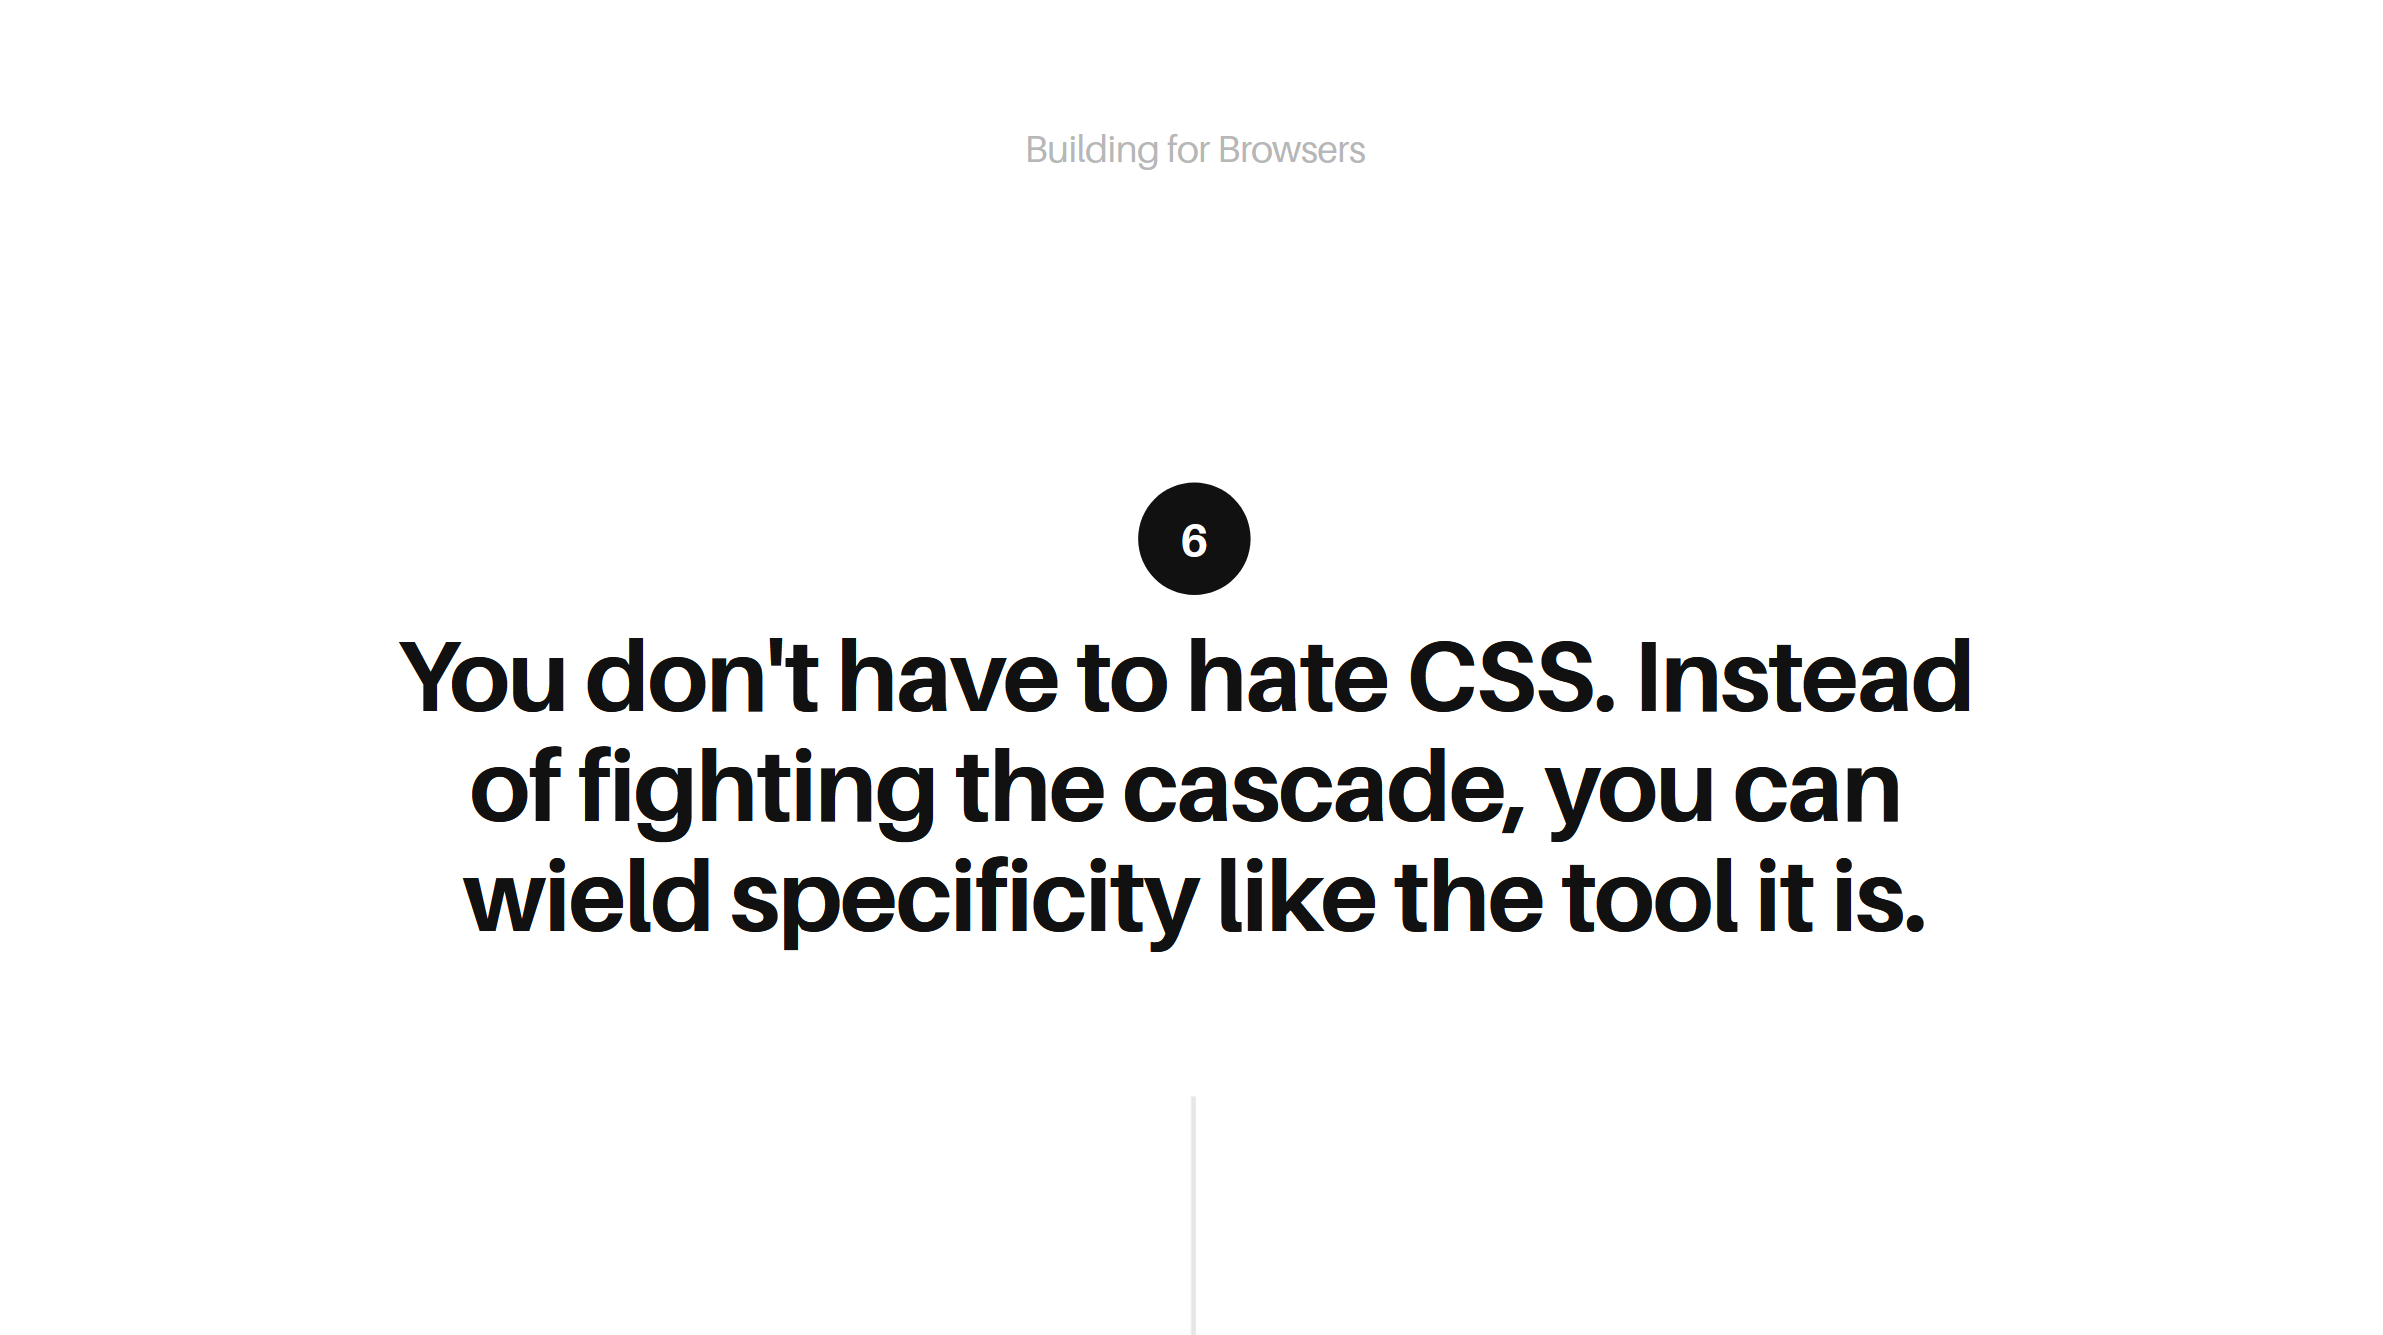 Building for Browsers
6
You don't have to hate CSS. Instead
of fighting the cascade, you can
wield specificity like the tool it is.